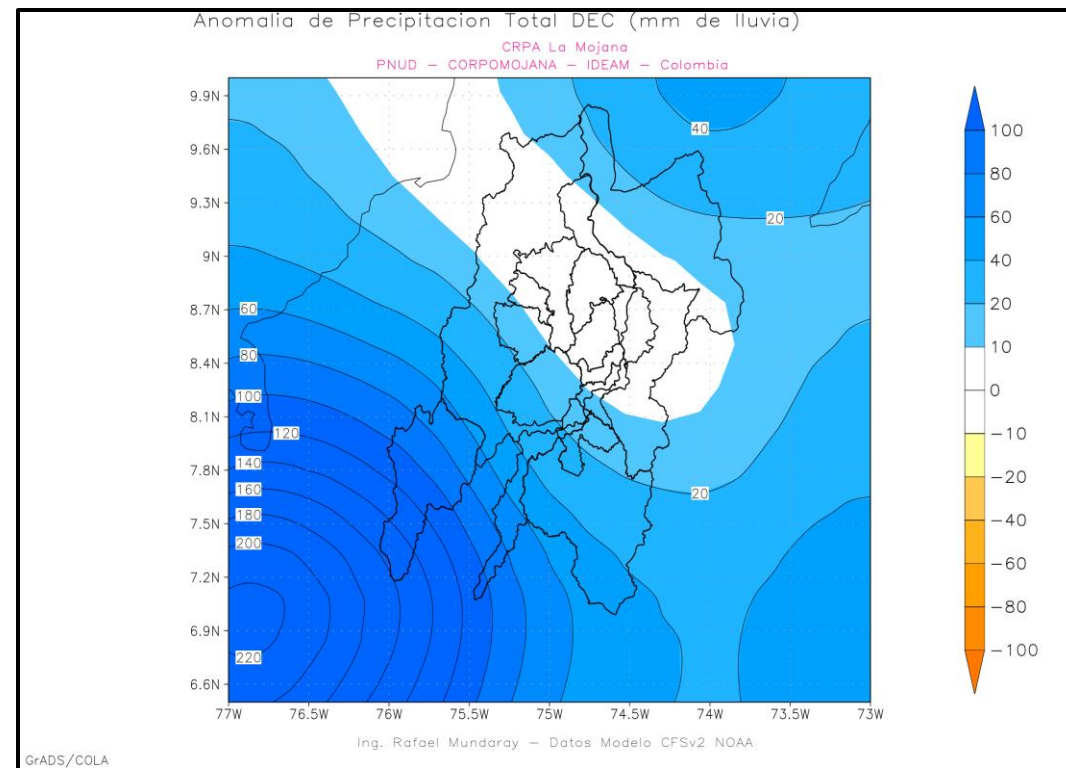 Anomalia de Precipitacion Total DEC (mm de lluvia)
CRPA La Mojana
PNUD – CORPOMOJANA – IDEAM – Colombia
9.9N
9.6N
9.3N
9N
8.7N
8.4N
8.1N
7.8N
7.5N
7.2N
6.9N
6.6N
77W
76.5W
76W
75.5W
75W
74.5W
74W
73.5W
73W
40
20
60
80
100
120
140
160
180
200
220
20
100
80
60
40
20
10
0
−10
−20
−40
−60
−80
−100
Ing. Rafael Mundaray – Datos Modelo CFSv2 NOAA
GrADS/COLA